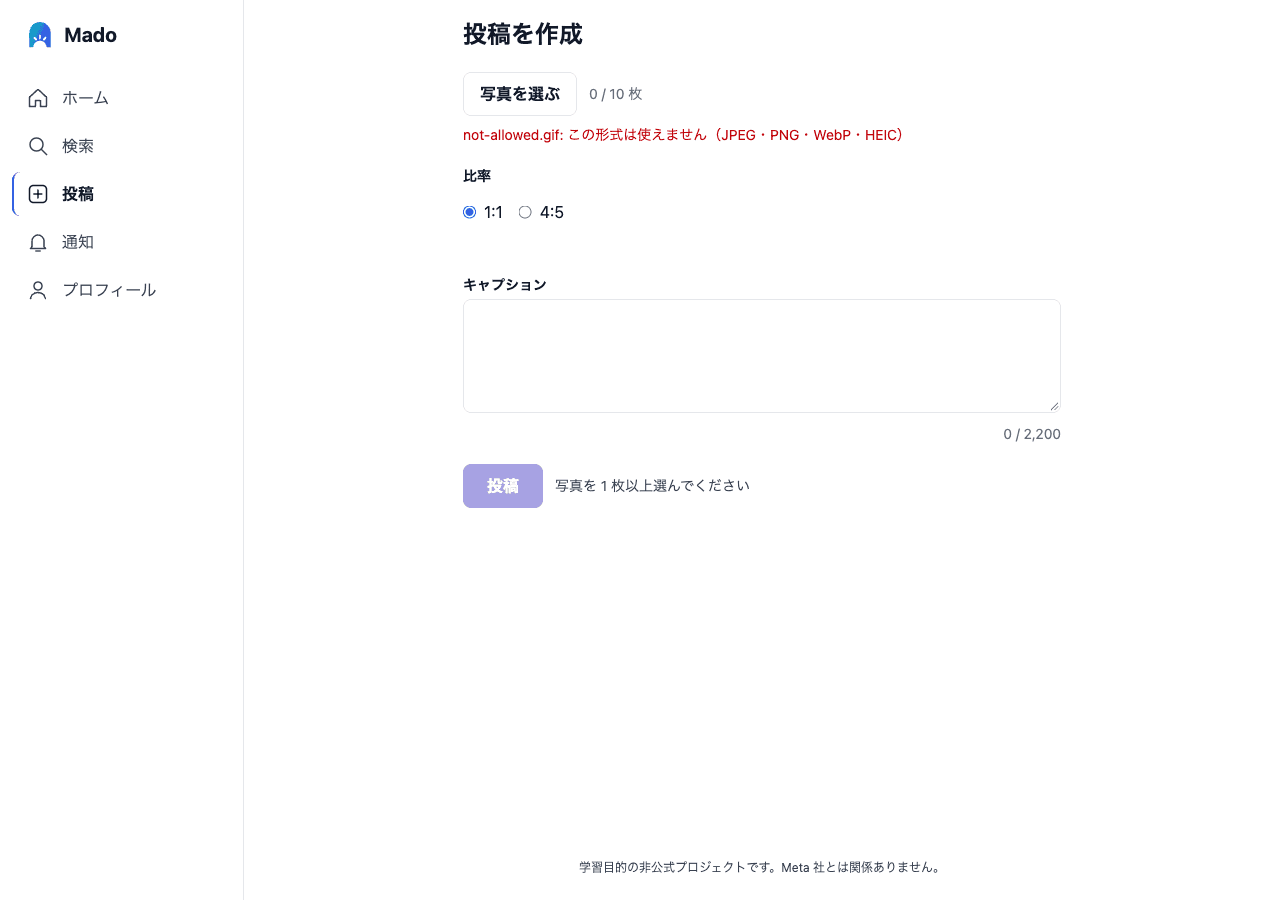 Mado
ホーム
検索
投稿
通知
プロフィール
投稿を作成
写真を選ぶ 0 / 10 枚
not-allowed.gif: この形式は使えません（JPEG・PNG・WebP・HEIC）
比率
1:1 4:5
キャプション
0 / 2,200
投稿 写真を 1 枚以上選んでください
学習目的の非公式プロジェクトです。Meta 社とは関係ありません。